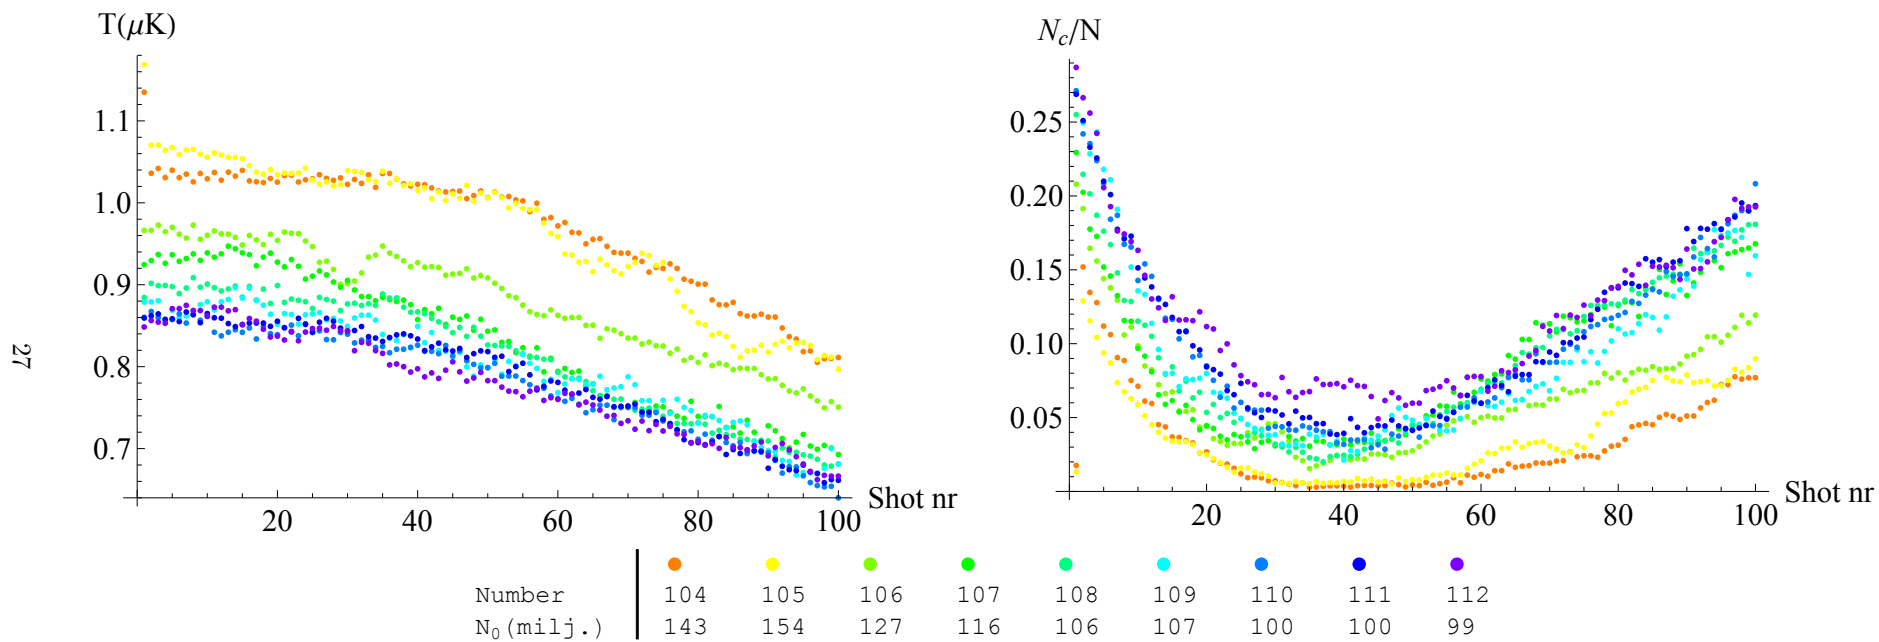 T(μK)
1.1
1.0
0.9
0.8
0.7
20 40 60 80 100
Shot nr
N_c/N
0.25
0.20
0.15
0.10
0.05
20 40 60 80 100
Shot nr
Number 104 105 106 107 108 109 110 111 112
N₀(milj.) 143 154 127 116 106 107 100 100 99
27